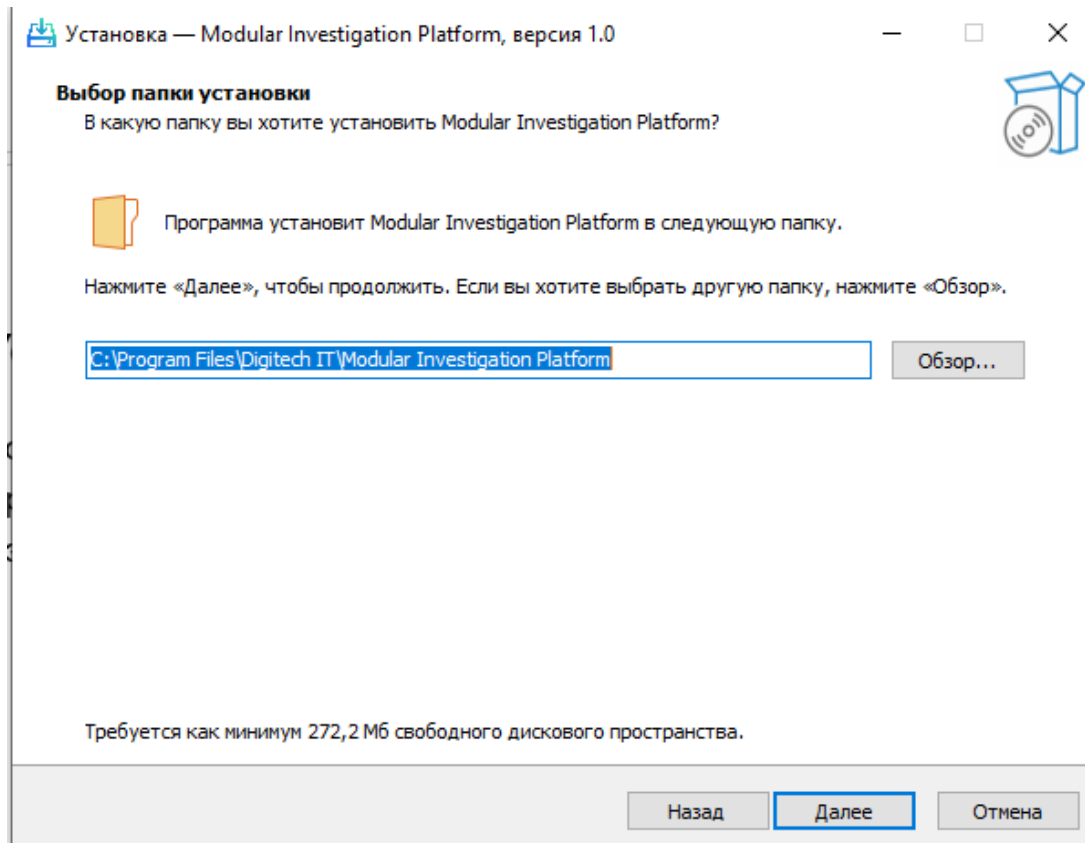 Установка — Modular Investigation Platform, версия 1.0
Выбор папки установки
В какую папку вы хотите установить Modular Investigation Platform?
Программа установит Modular Investigation Platform в следующую папку.
Нажмите «Далее», чтобы продолжить. Если вы хотите выбрать другую папку, нажмите «Обзор».
C:\Program Files\Digitech IT\Modular Investigation Platform
Обзор...
Требуется как минимум 272,2 Мб свободного дискового пространства.
Назад
Далее
Отмена